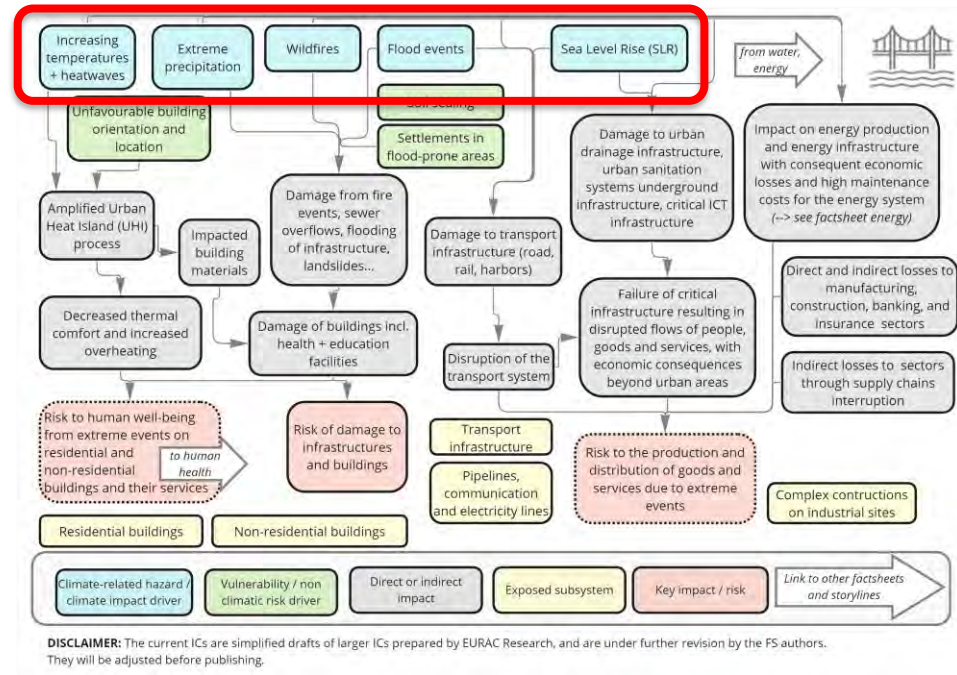 Increasing
temperatures
+ heatwaves
Extreme
precipitation
Wildfires
Flood events
Sea Level Rise (SLR)
from water,
energy
Unfavourable building
orientation and
location
Soil sealing
Settlements in
flood-prone areas
Damage to urban
drainage infrastructure,
urban sanitation
systems underground
infrastructure, critical ICT
infrastructure
Impact on energy production
and energy infrastructure
with consequent economic
losses and high maintenance
costs for the energy system
(--> see factsheet energy)
Amplified Urban
Heat Island (UHI)
process
Impacted
building
materials
Damage from fire
events, sewer
overflows, flooding
of infrastructure,
landslides...
Damage to transport
infrastructure (road,
rail, harbors)
Direct and indirect losses to
manufacturing,
construction, banking, and
insurance sectors
Decreased thermal
comfort and increased
overheating
Damage of buildings incl.
health + education
facilities
Disruption of the
transport system
Failure of critical
infrastructure resulting in
disrupted flows of people,
goods and services, with
economic consequences
beyond urban areas
Indirect losses to sectors
through supply chains
interruption
Risk to human well-being
from extreme events on
residential and
non-residential
buildings and their services
to human
health
Risk of damage to
infrastructures
and buildings
Transport
infrastructure
Pipelines,
communication
and electricity lines
Risk to the production and
distribution of goods and
services due to extreme
events
Complex contructions
on industrial sites
Residential buildings
Non-residential buildings
Climate-related hazard /
climate impact driver
Vulnerability / non
climatic risk driver
Direct or indirect
impact
Exposed subsystem
Key impact / risk
Link to other factsheets
and storylines
DISCLAIMER: The current ICs are simplified drafts of larger ICs prepared by EURAC Research, and are under further revision by the FS authors.
They will be adjusted before publishing.